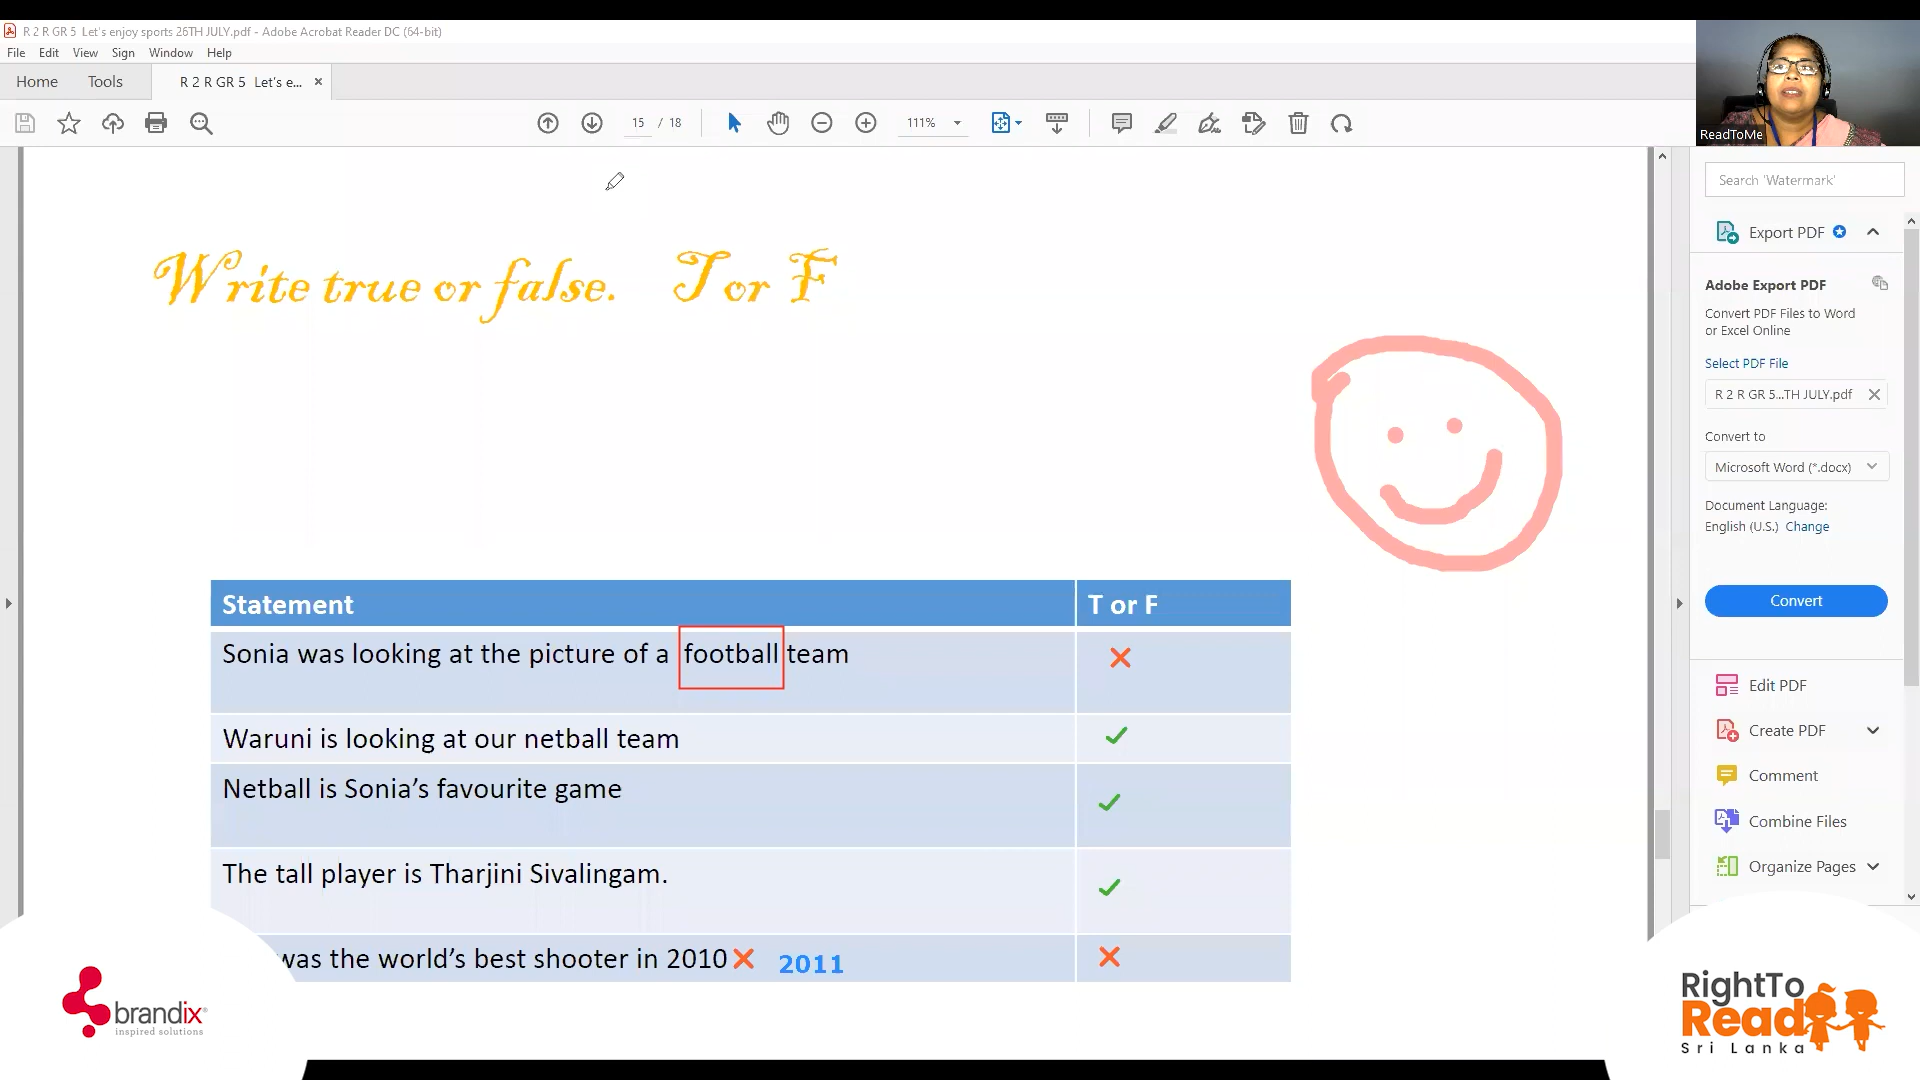 R 2 R GR 5 Let's enjoy sports 26TH JULY.pdf - Adobe Acrobat Reader DC (64-bit)
File Edit View Sign Window Help
Home Tools R 2 R GR 5 Let's e...
15 / 18 111%
ReadToMe
Search 'Watermark'
Export PDF
Adobe Export PDF
Convert PDF Files to Word
or Excel Online
Select PDF File
R 2 R GR 5...TH JULY.pdf
Convert to
Microsoft Word (*.docx)
Document Language:
English (U.S.) Change
Convert
Edit PDF
Create PDF
Comment
Combine Files
Organize Pages
Write true or false. T or F
Statement T or F
Sonia was looking at the picture of a football team
Waruni is looking at our netball team
Netball is Sonia's favourite game
The tall player is Tharjini Sivalingam.
was the world's best shooter in 2010 2011
brandix
inspired solutions
RightTo
Read
Sri Lanka